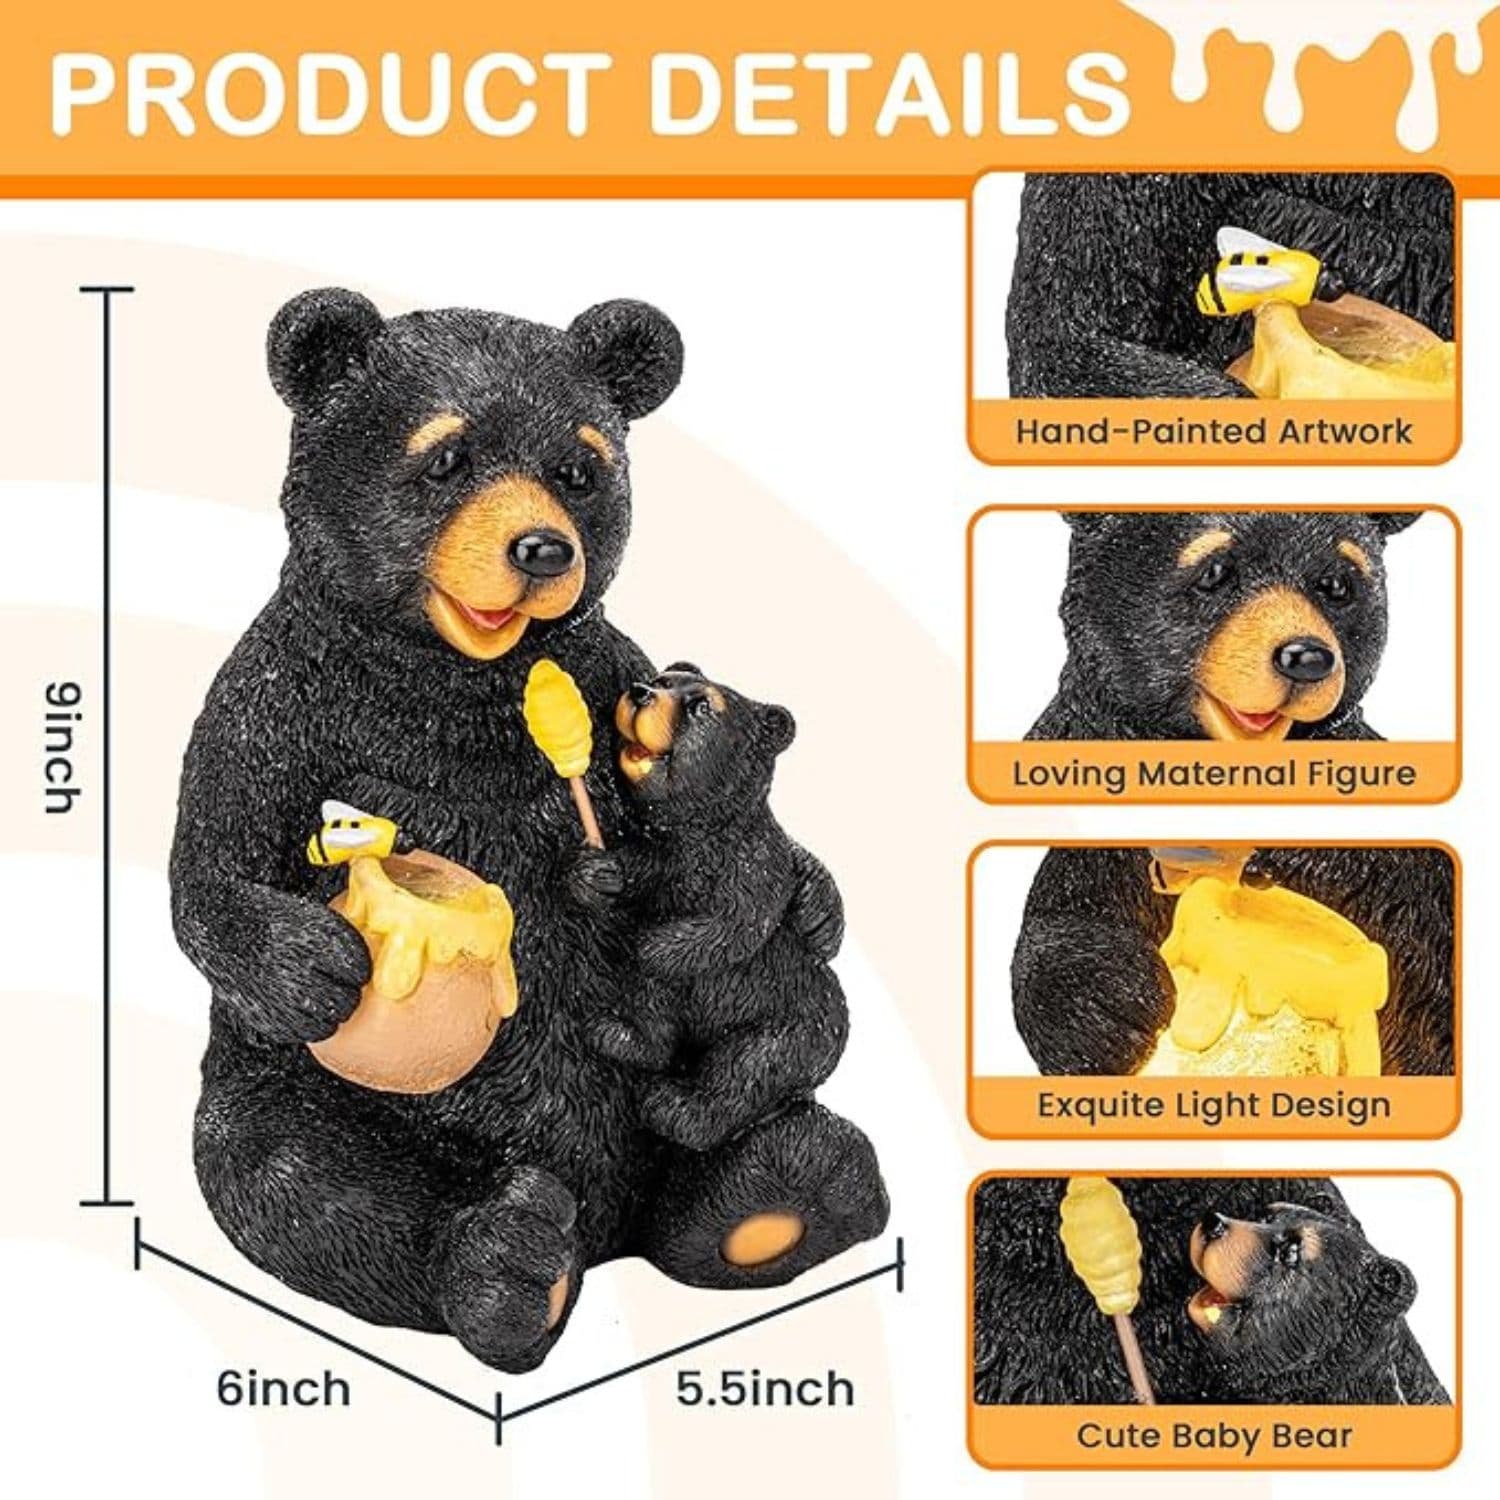 PRODUCT DETAILS
Hand-Painted Artwork
Loving Maternal Figure
Exquite Light Design
Cute Baby Bear
9inch
6inch
5.5inch